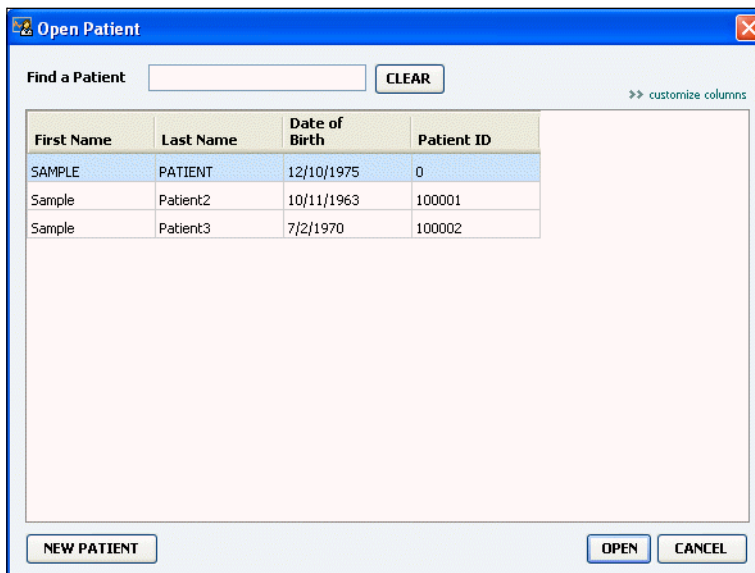 Open Patient
Find a Patient CLEAR
>> customize columns
First Name Last Name Date of Birth Patient ID
SAMPLE PATIENT 12/10/1975 0
Sample Patient2 10/11/1963 100001
Sample Patient3 7/2/1970 100002
NEW PATIENT OPEN CANCEL